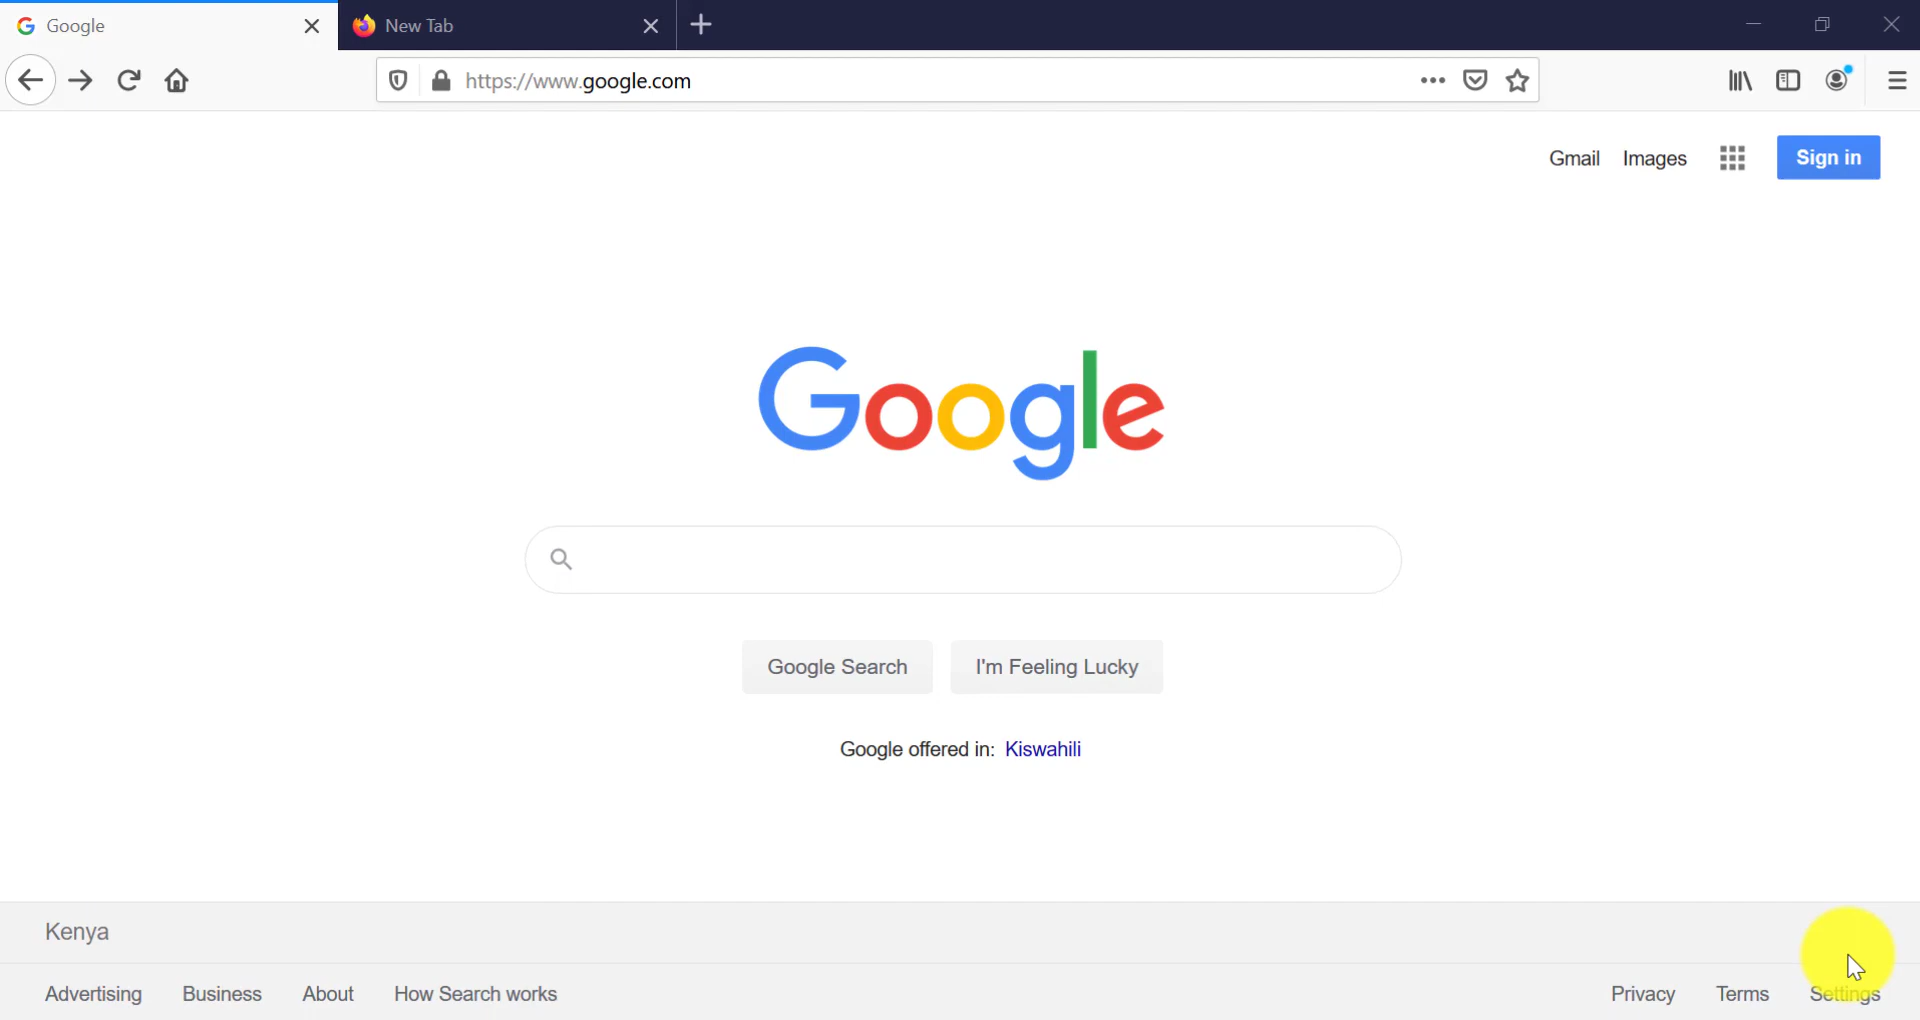 Google
New Tab
https://www.google.com
Gmail Images
Sign in
Google
Google Search
I'm Feeling Lucky
Google offered in: Kiswahili
Kenya
Advertising Business About How Search works
Privacy Terms Settings